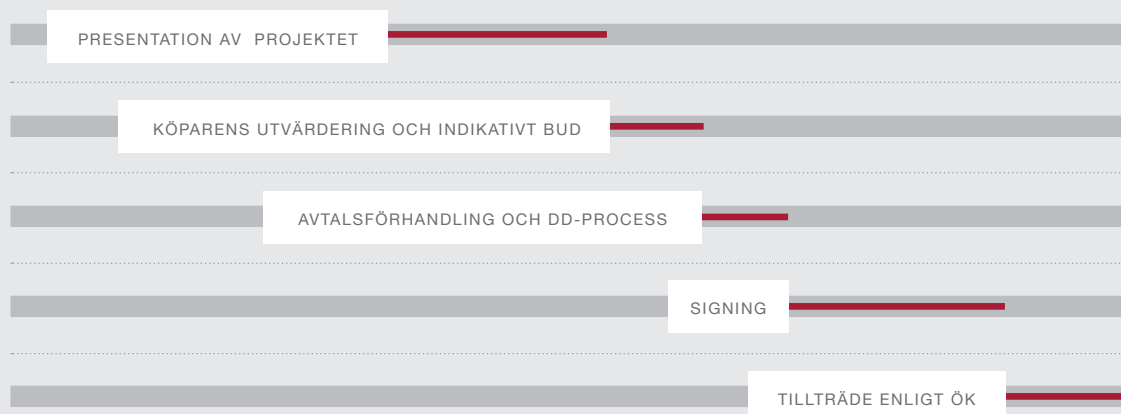 PRESENTATION AV PROJEKTET
KÖPARENS UTVÄRDERING OCH INDIKATIVT BUD
AVTALSFÖRHANDLING OCH DD-PROCESS
SIGNING
TILLTRÄDE ENLIGT ÖK